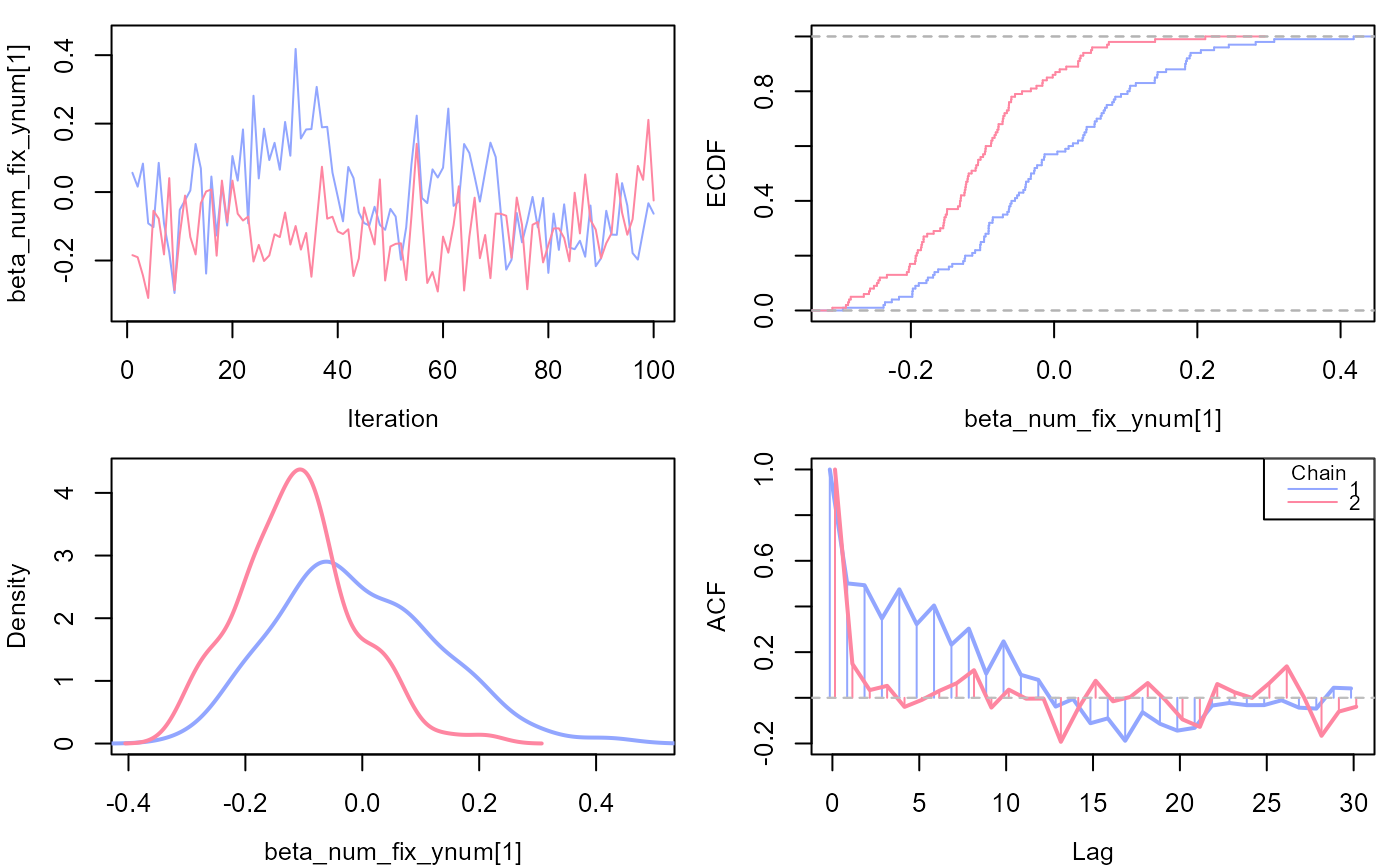 beta_num_fix_ynum[1]
0.4
0.2
0.0
-0.2
0 20 40 60 80 100
Iteration
ECDF
0.8
0.4
0.0
-0.2 0.0 0.2 0.4
beta_num_fix_ynum[1]
Density
4
3
2
1
0
-0.4 -0.2 0.0 0.2 0.4
beta_num_fix_ynum[1]
ACF
1.0
0.6
0.2
-0.2
Chain
1
2
0 5 10 15 20 25 30
Lag